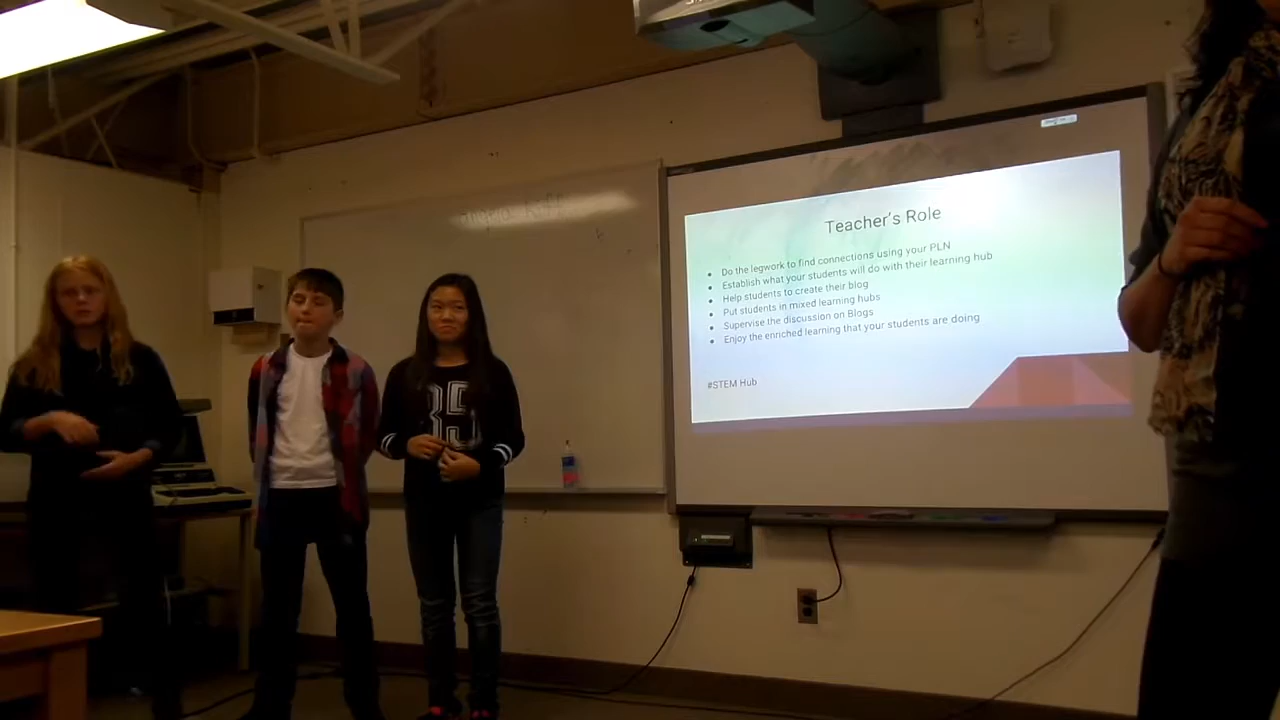 Teacher's Role
Do the legwork to find connections using your PLN
Establish what your students will do with their learning hub
Help students to create their blog
Put students in mixed learning hubs
Supervise the discussion on Blogs
Enjoy the enriched learning that your students are doing
#STEM Hub
85